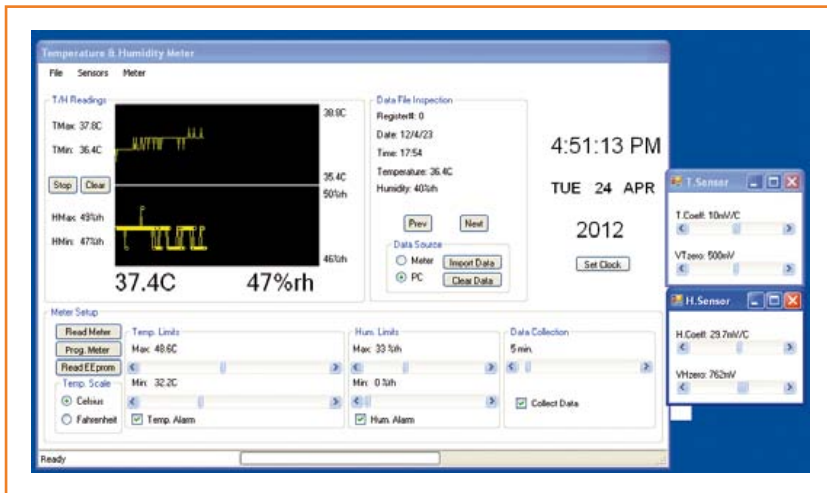 Temperature & Humidity Meter
File Sensors Meter
T/H Readings
TMax: 37.8C
TMin: 36.4C
Stop Clear
HMax: 49%rh
HMin: 47%rh
38.8C
35.4C
50%rh
46%rh
37.4C 47%rh
Data File Inspection
Register#: 0
Date: 12/4/23
Time: 17:54
Temperature: 36.4C
Humidity: 40%rh
Prev Next
Data Source
Meter Import Data
PC Clear Data
4:51:13 PM
TUE 24 APR
2012
Set Clock
T.Sensor
T.Coeff: 10mV/C
VTzero: 500mV
H.Sensor
H.Coeff: 29.7mV/C
VHzero: 762mV
Meter Setup
Read Meter
Prog. Meter
Read EEprom
Temp. Scale
Celsius
Fahrenheit
Temp. Limits
Max: 48.6C
Min: 32.2C
Temp. Alarm
Hum. Limits
Max: 33 %rh
Min: 0 %rh
Hum. Alarm
Data Collection
5 min.
Collect Data
Ready